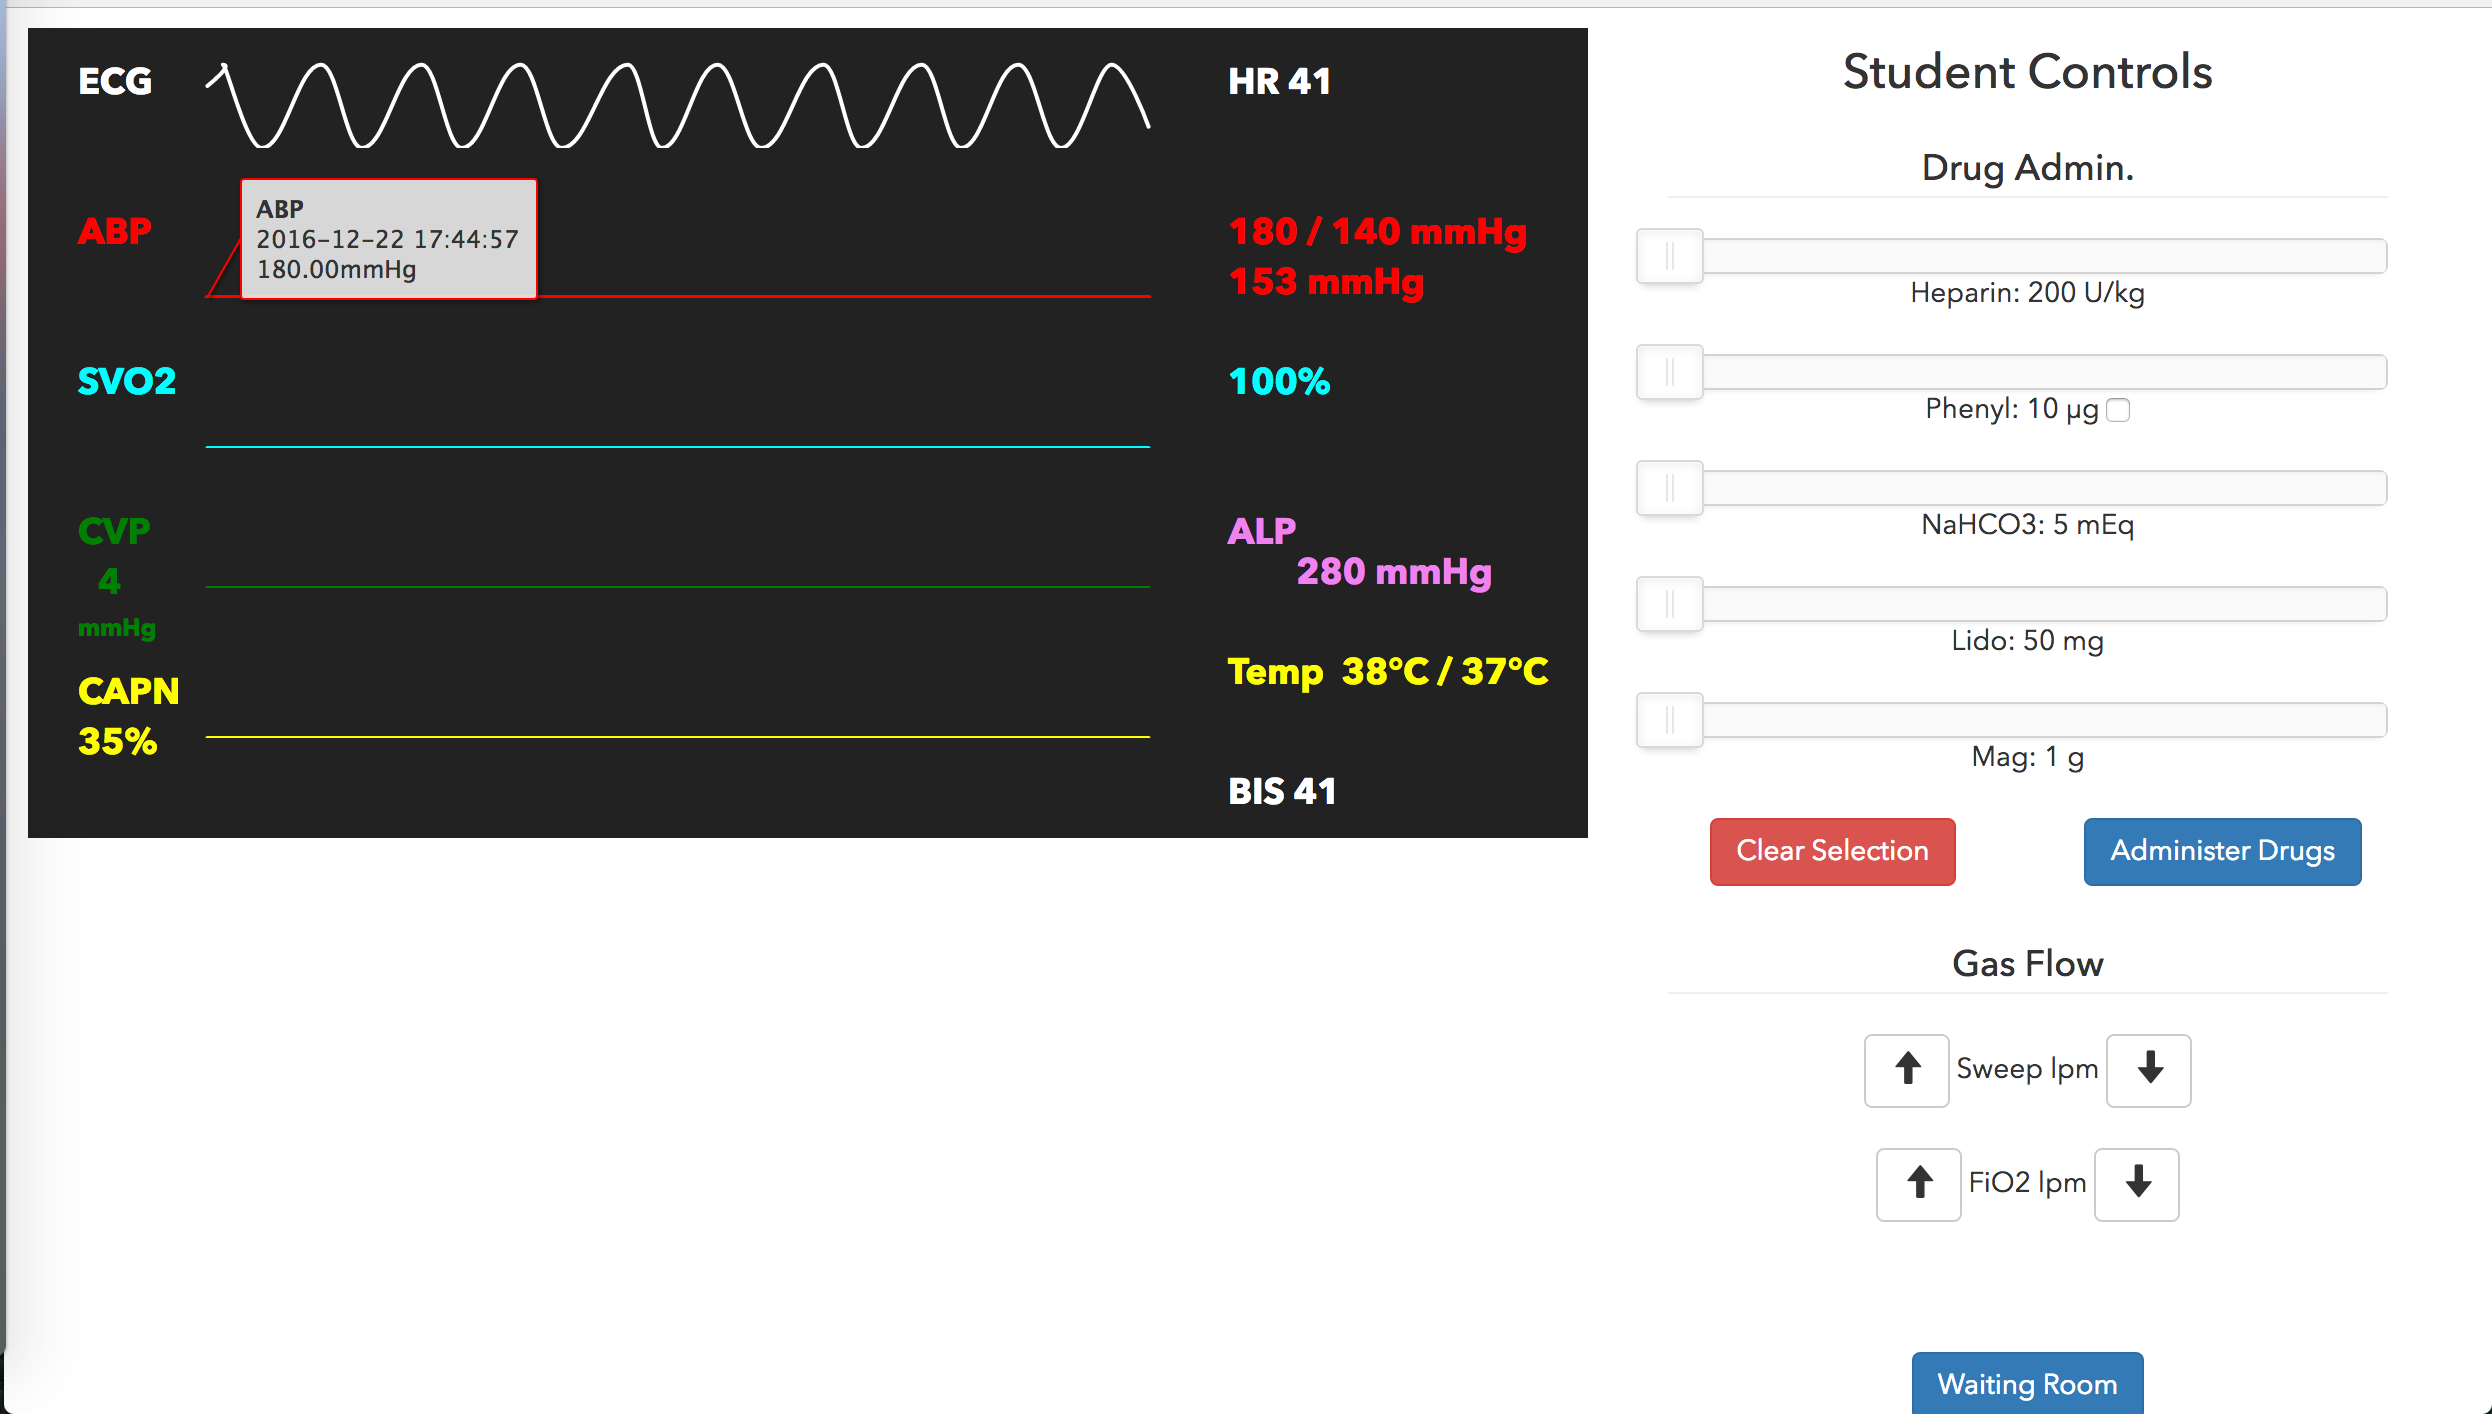 ECG
HR 41
ABP
ABP
2016-12-22 17:44:57
180.00mmHg
180 / 140 mmHg
153 mmHg
SVO2
100%
CVP
4
mmHg
ALP
280 mmHg
CAPN
35%
Temp 38°C / 37°C
BIS 41
Student Controls
Drug Admin.
Heparin: 200 U/kg
Phenyl: 10 µg
NaHCO3: 5 mEq
Lido: 50 mg
Mag: 1 g
Clear Selection
Administer Drugs
Gas Flow
Sweep lpm
FiO2 lpm
Waiting Room